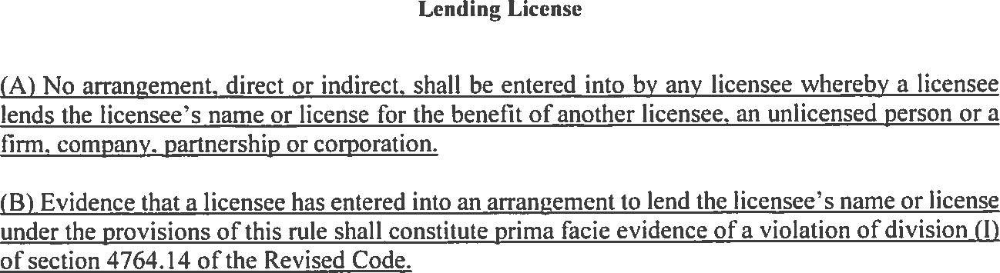 Lending License
(A) No arrangement, direct or indirect, shall be entered into by any licensee whereby a licensee
lends the licensee's name or license for the benefit of another licensee, an unlicensed person or a
firm, company, partnership or corporation.
(B) Evidence that a licensee has entered into an arrangement to lend the licensee's name or license
under the provisions of this rule shall constitute prima facie evidence of a violation of division (I)
of section 4764.14 of the Revised Code.